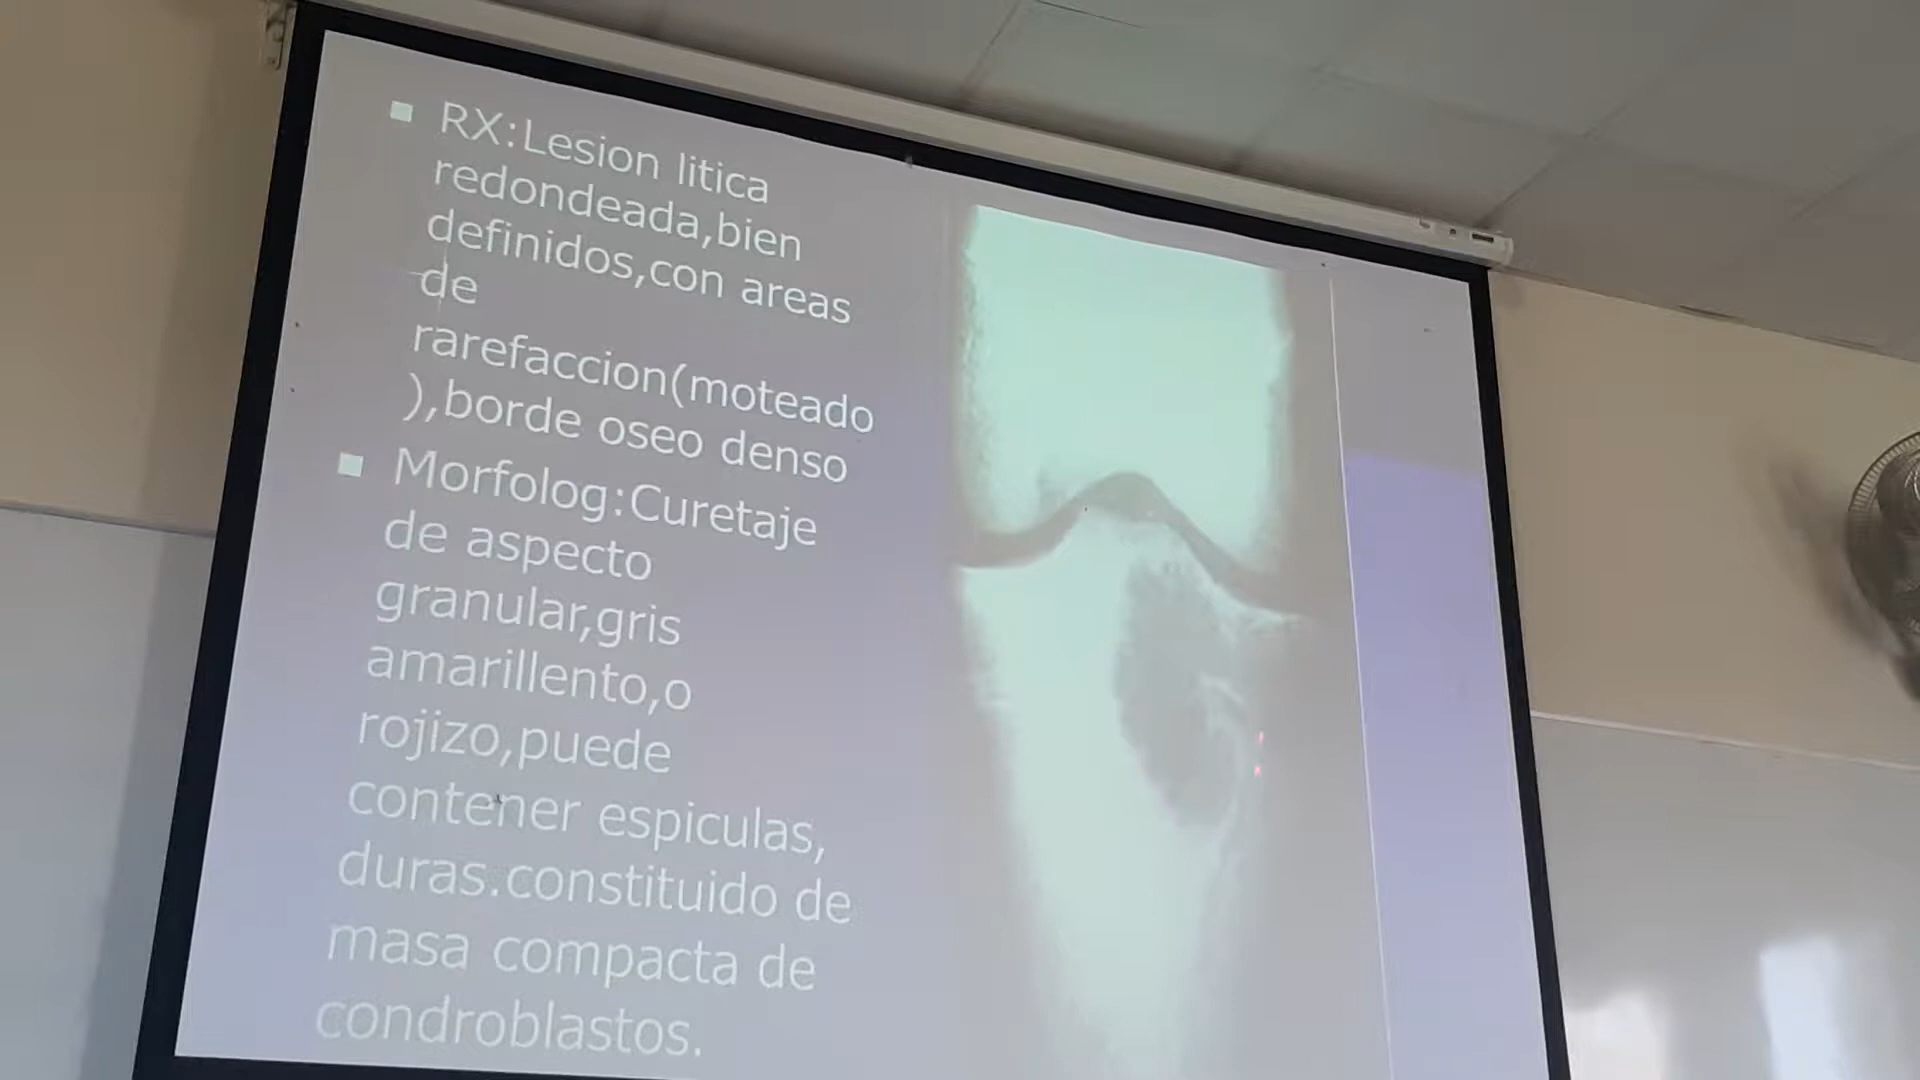 RX:Lesion litica
redondeada,bien
definidos,con areas
de
rarefaccion(moteado
),borde oseo denso
Morfolog:Curetaje
de aspecto
granular,gris
amarillento,o
rojizo,puede
contener espiculas,
duras.constituido de
masa compacta de
condroblastos.